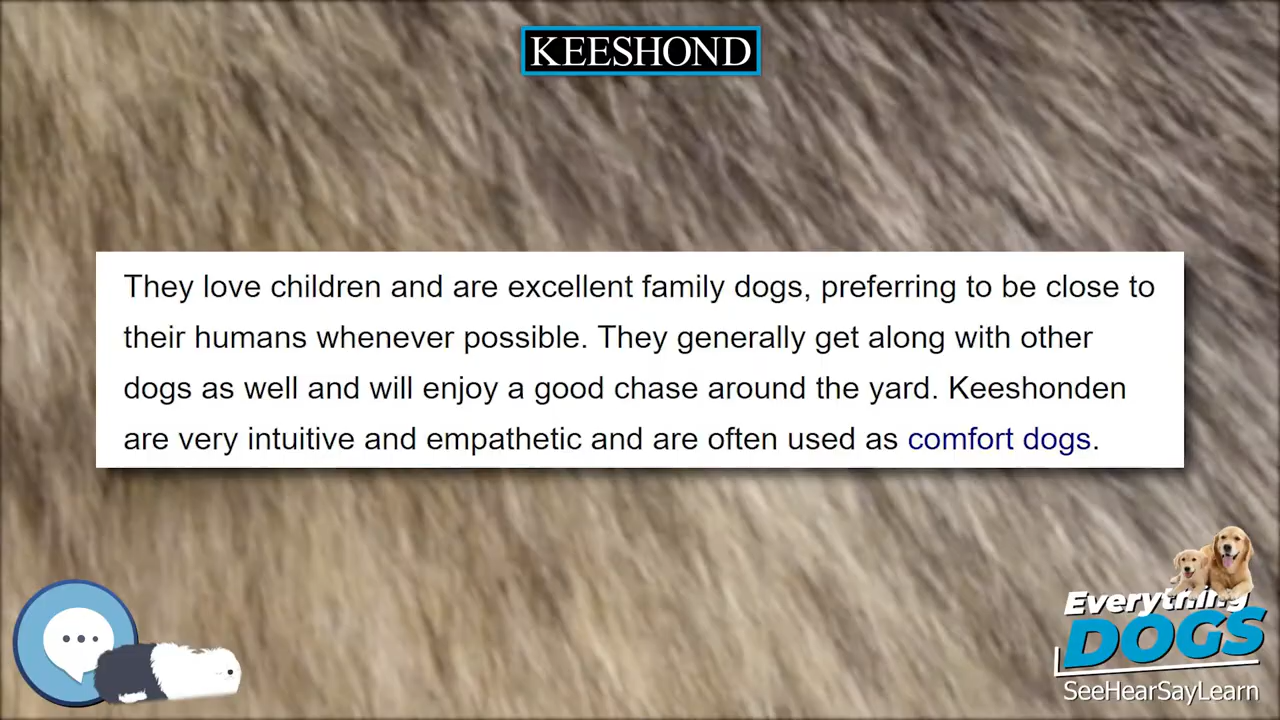 KEESHOND
They love children and are excellent family dogs, preferring to be close to
their humans whenever possible. They generally get along with other
dogs as well and will enjoy a good chase around the yard. Keeshonden
are very intuitive and empathetic and are often used as comfort dogs.
Everything
DOGS
SeeHearSayLearn